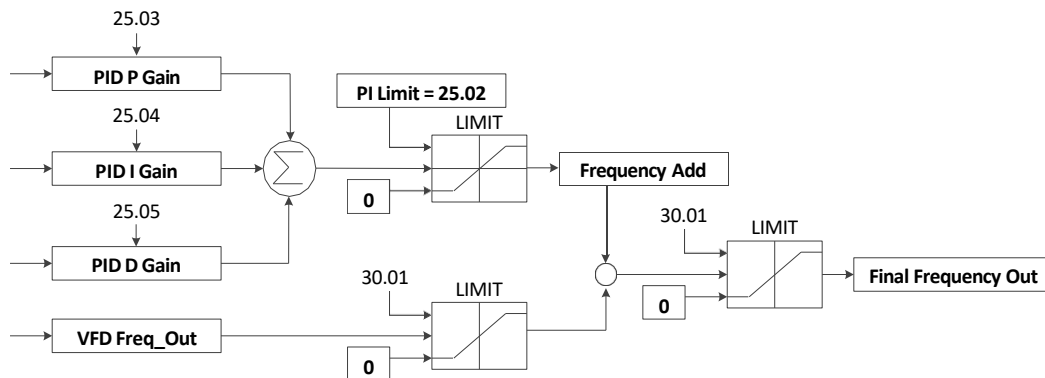 25.03
PID P Gain
PI Limit = 25.02
25.04
LIMIT
PID I Gain
Σ
Frequency Add
0
25.05
30.01
LIMIT
PID D Gain
30.01
LIMIT
Final Frequency Out
0
VFD Freq_Out
0